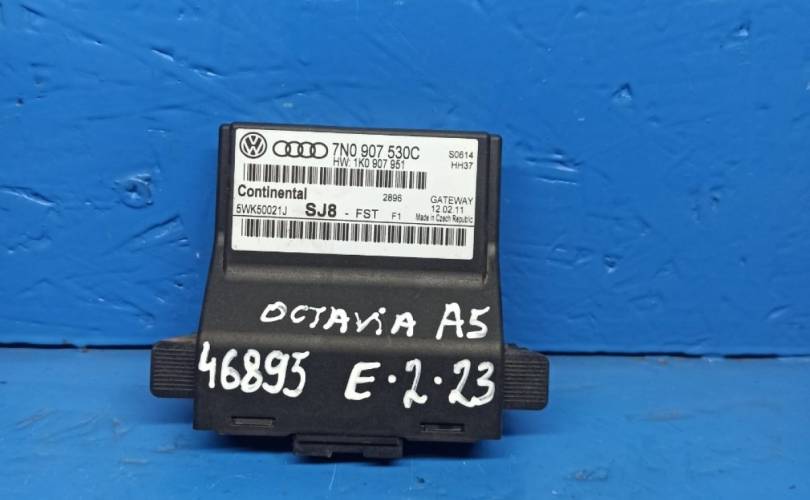 7N0 907 530C
HW: 1K0 907 951
S0614
HH37
Continental
2896
GATEWAY
5WK50021J
SJ8 - FST F1
12.02.11
Made in Czech Republic
OCTAViA A5
46895 E·2·23